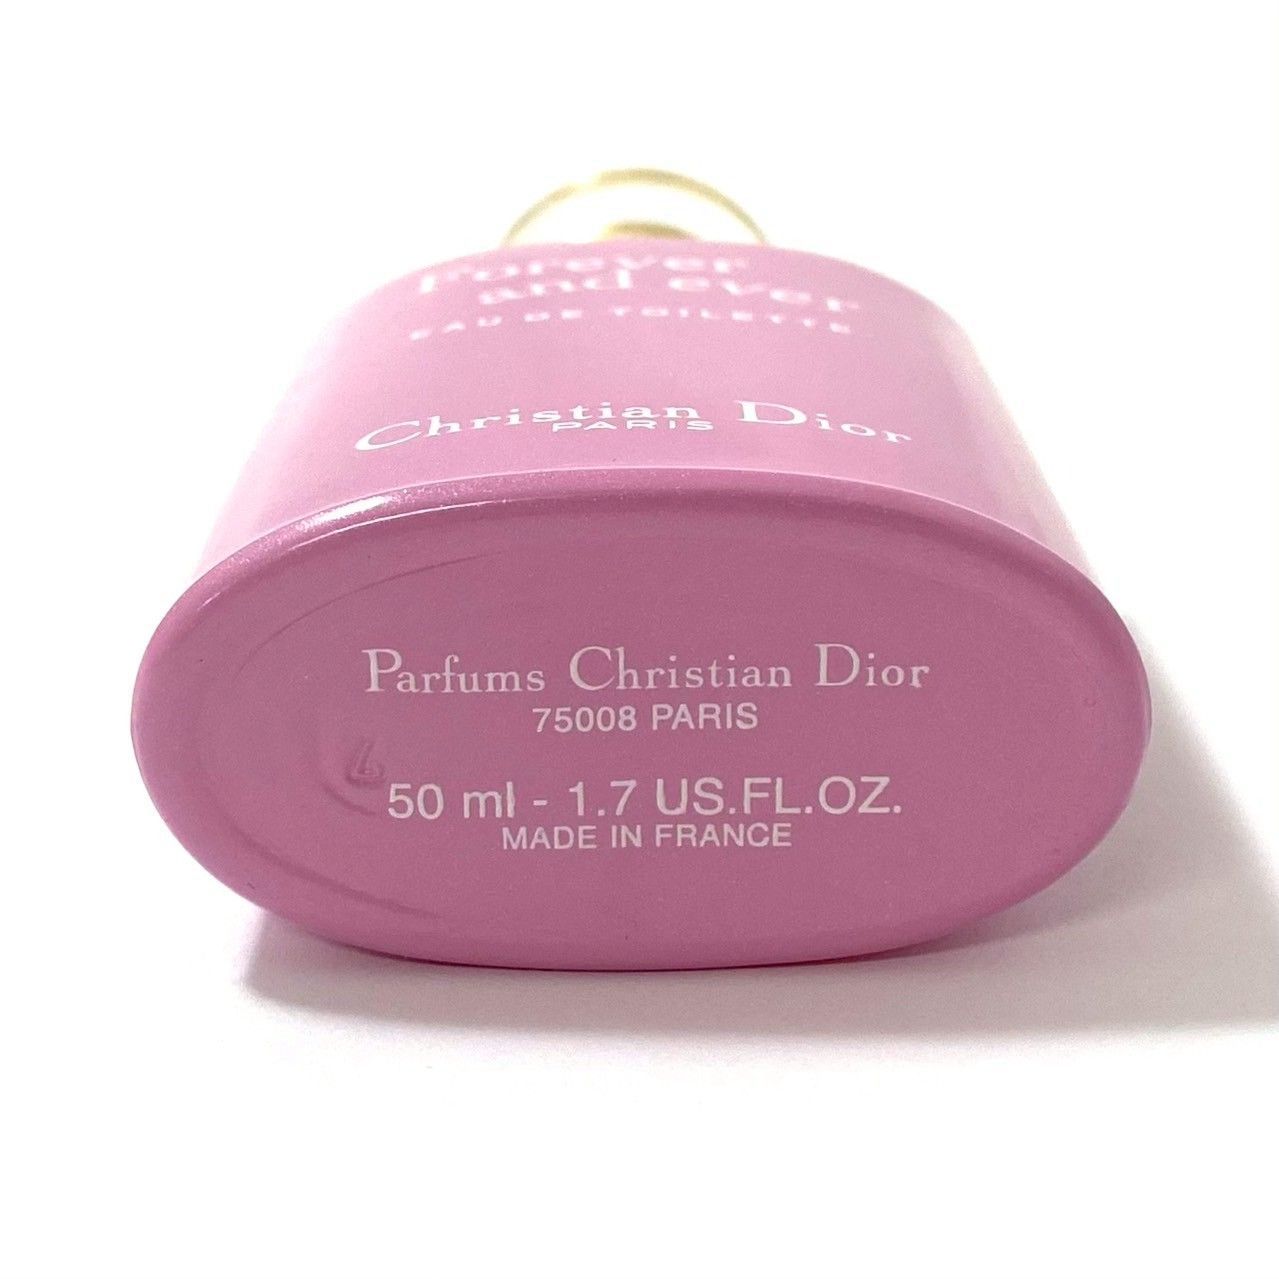 Forever
and ever
EAU DE TOILETTE
Christian Dior
PARIS
Parfums Christian Dior
75008 PARIS
50 ml - 1.7 US.FL.OZ.
MADE IN FRANCE